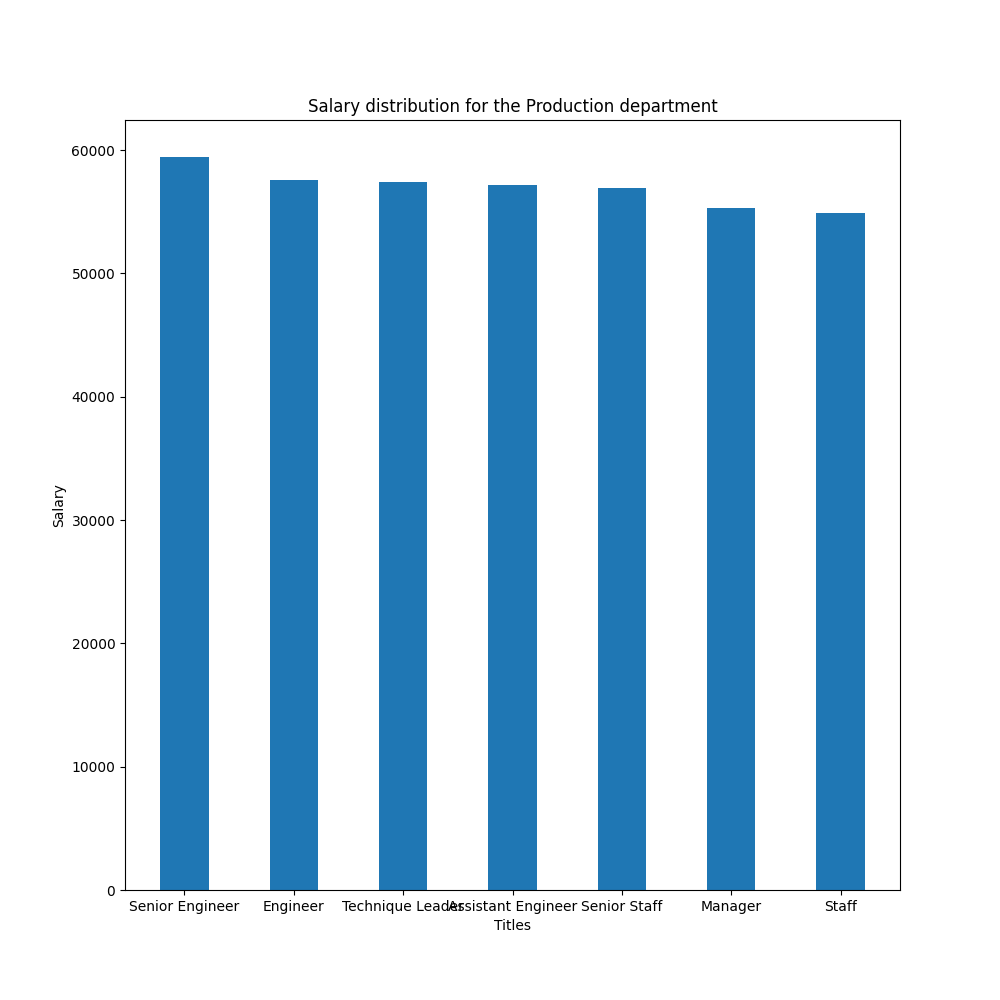 Salary distribution for the Production department
60000
50000
40000
30000
20000
10000
0
Salary
Senior Engineer Engineer Technique Leader Assistant Engineer Senior Staff Manager Staff
Titles